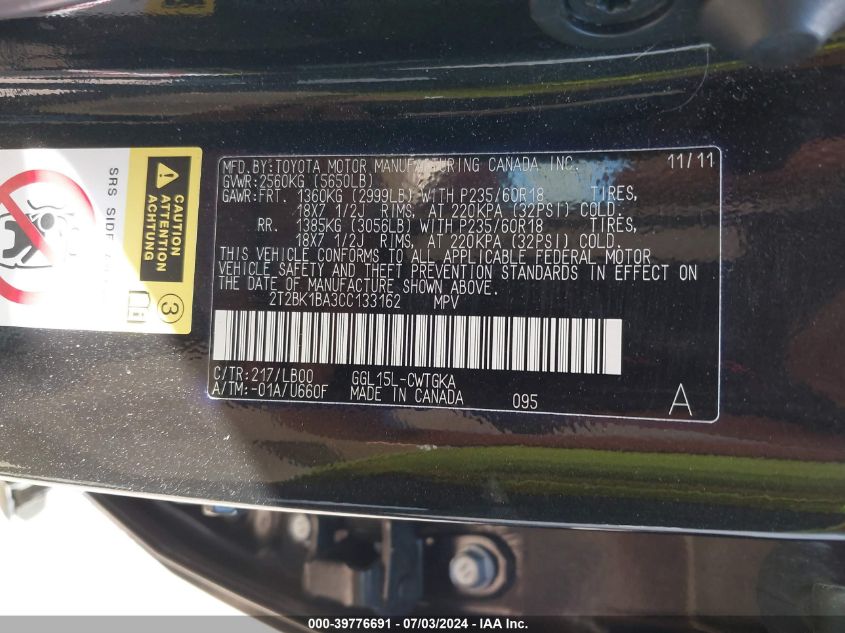 MFD.BY:TOYOTA MOTOR MANUFACTURING CANADA, INC. 11/11
GVWR:2560KG (5650LB)
GAWR:FRT. 1360KG (2999LB) WITH P235/60R18 TIRES,
18X7 1/2J RIMS, AT 220KPA (32PSI) COLD.
RR. 1385KG (3056LB) WITH P235/60R18 TIRES,
18X7 1/2J RIMS, AT 220KPA (32PSI) COLD.
THIS VEHICLE CONFORMS TO ALL APPLICABLE FEDERAL MOTOR
VEHICLE SAFETY AND THEFT PREVENTION STANDARDS IN EFFECT ON
THE DATE OF MANUFACTURE SHOWN ABOVE.
2T2BK1BA3CC133162 MPV
C/TR:217/LB00 GGL15L-CWTGKA
A/TM:-01A/U660F MADE IN CANADA 095 A
CAUTION
ATTENTION
ACHTUNG
SRS SIDE
3
000-39776691 / 07/03/2024 / IAA Inc.